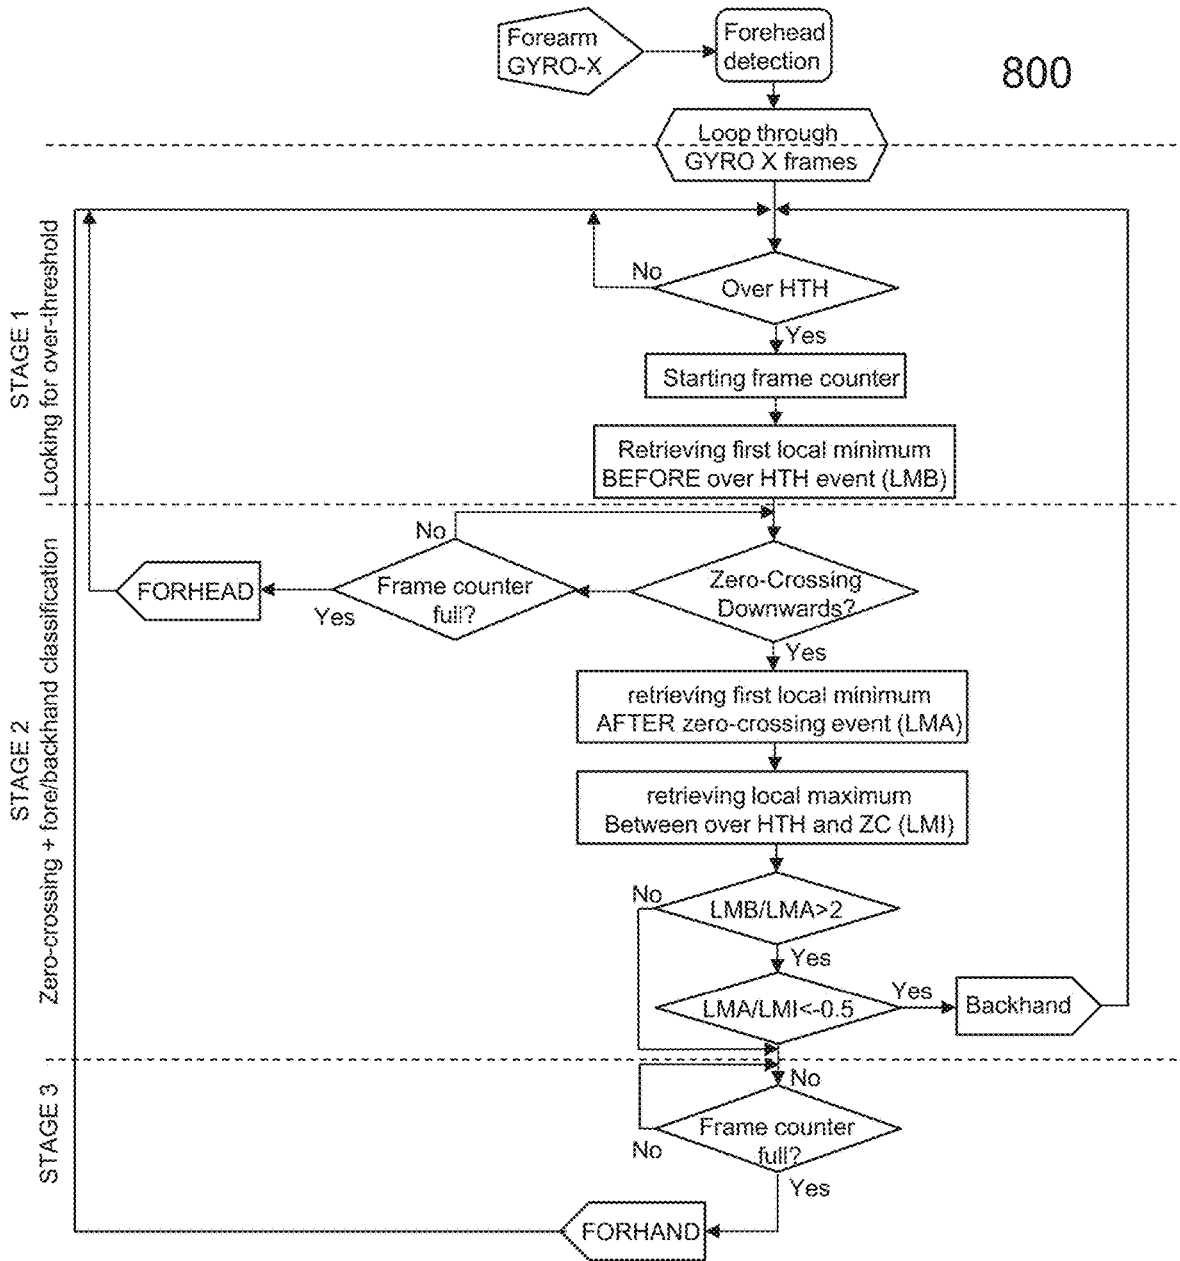 Forearm
GYRO-X
Forehead
detection
800
Loop through
GYRO X frames
STAGE 1
Looking for over-threshold
No
Over HTH
Yes
Starting frame counter
Retrieving first local minimum
BEFORE over HTH event (LMB)
STAGE 2
Zero-crossing + fore/backhand classification
No
FORHEAD
Yes
Frame counter
full?
Zero-Crossing
Downwards?
Yes
retrieving first local minimum
AFTER zero-crossing event (LMA)
retrieving local maximum
Between over HTH and ZC (LMI)
No
LMB/LMA>2
Yes
LMA/LMI<-0.5
Yes
Backhand
STAGE 3
No
Frame counter
full?
No
Yes
FORHAND